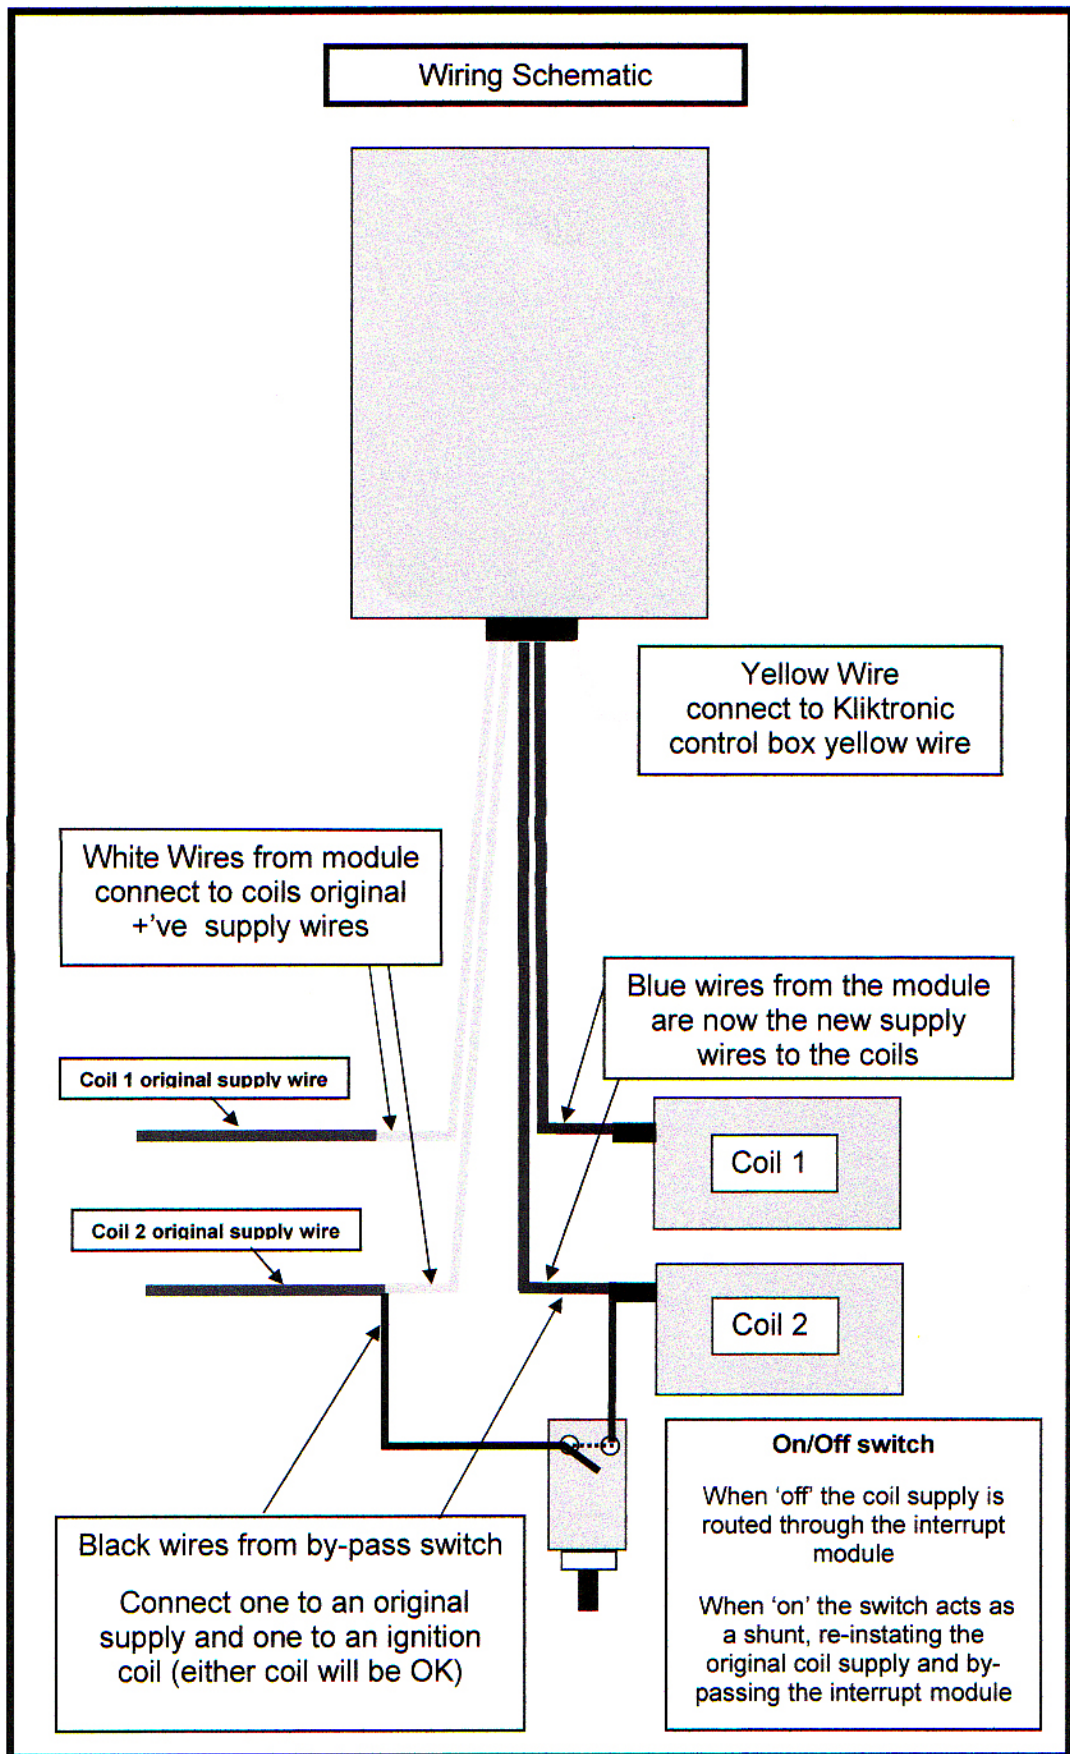 Wiring Schematic
Yellow Wire
connect to Kliktronic
control box yellow wire
White Wires from module
connect to coils original
+'ve supply wires
Blue wires from the module
are now the new supply
wires to the coils
Coil 1 original supply wire
Coil 1
Coil 2 original supply wire
Coil 2
On/Off switch
When 'off' the coil supply is
routed through the interrupt
module
When 'on' the switch acts as
a shunt, re-instating the
original coil supply and by-
passing the interrupt module
Black wires from by-pass switch
Connect one to an original
supply and one to an ignition
coil (either coil will be OK)